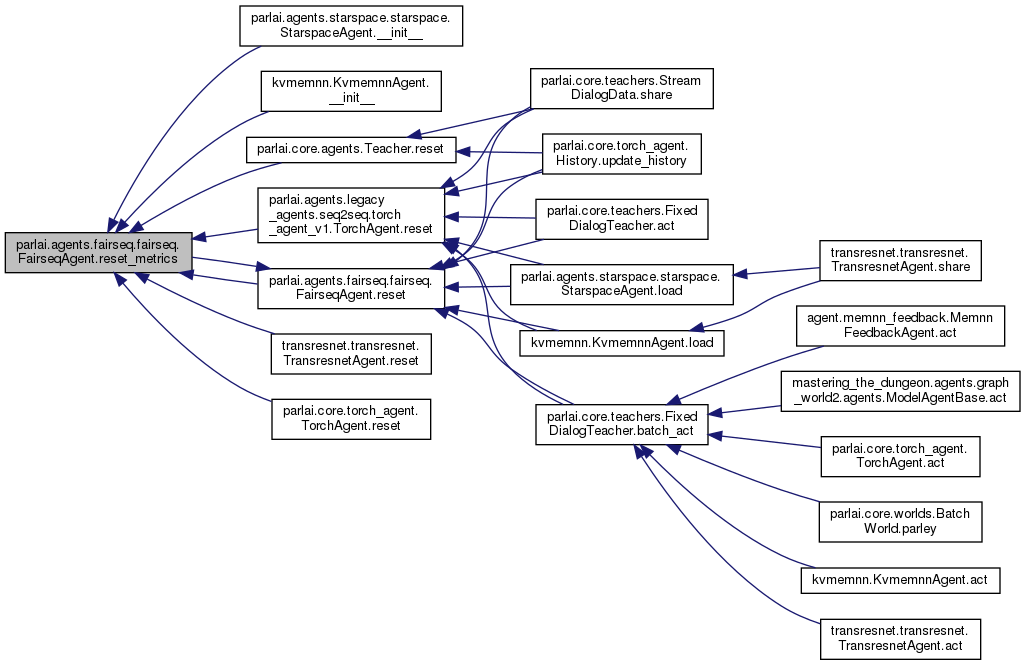 parlai.agents.starspace.starspace.
StarspaceAgent.__init__
kvmemnn.KvmemnnAgent.
__init__
parlai.core.agents.Teacher.reset
parlai.agents.legacy
_agents.seq2seq.torch
_agent_v1.TorchAgent.reset
parlai.agents.fairseq.fairseq.
FairseqAgent.reset_metrics
parlai.agents.fairseq.fairseq.
FairseqAgent.reset
transresnet.transresnet.
TransresnetAgent.reset
parlai.core.torch_agent.
TorchAgent.reset
parlai.core.teachers.Stream
DialogData.share
parlai.core.torch_agent.
History.update_history
parlai.core.teachers.Fixed
DialogTeacher.act
parlai.agents.starspace.starspace.
StarspaceAgent.load
kvmemnn.KvmemnnAgent.load
parlai.core.teachers.Fixed
DialogTeacher.batch_act
transresnet.transresnet.
TransresnetAgent.share
agent.memnn_feedback.Memnn
FeedbackAgent.act
mastering_the_dungeon.agents.graph
_world2.agents.ModelAgentBase.act
parlai.core.torch_agent.
TorchAgent.act
parlai.core.worlds.Batch
World.parley
kvmemnn.KvmemnnAgent.act
transresnet.transresnet.
TransresnetAgent.act